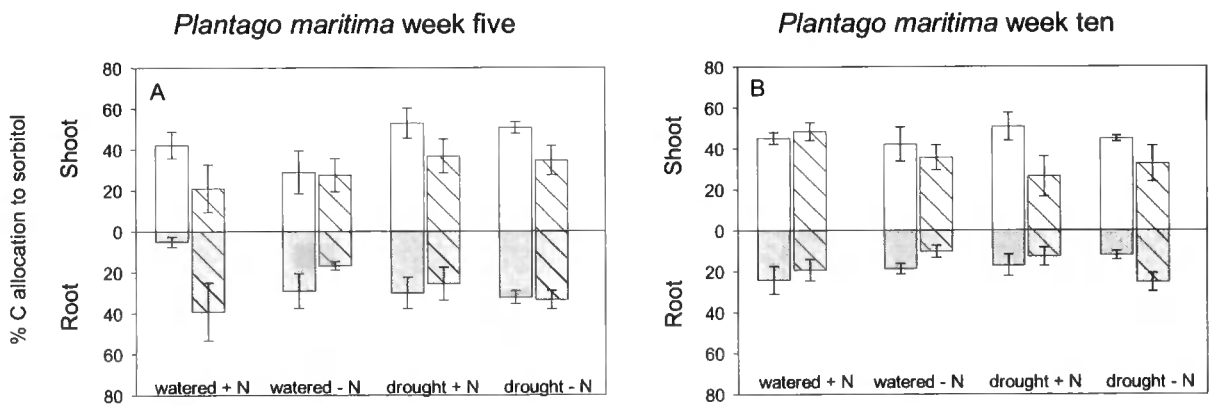 Plantago maritima week five
% C allocation to sorbitol
Shoot
Root
80
60
40
20
0
20
40
60
80
A
watered + N
watered - N
drought + N
drought - N
Plantago maritima week ten
Shoot
Root
80
60
40
20
0
20
40
60
80
B
watered + N
watered - N
drought + N
drought - N